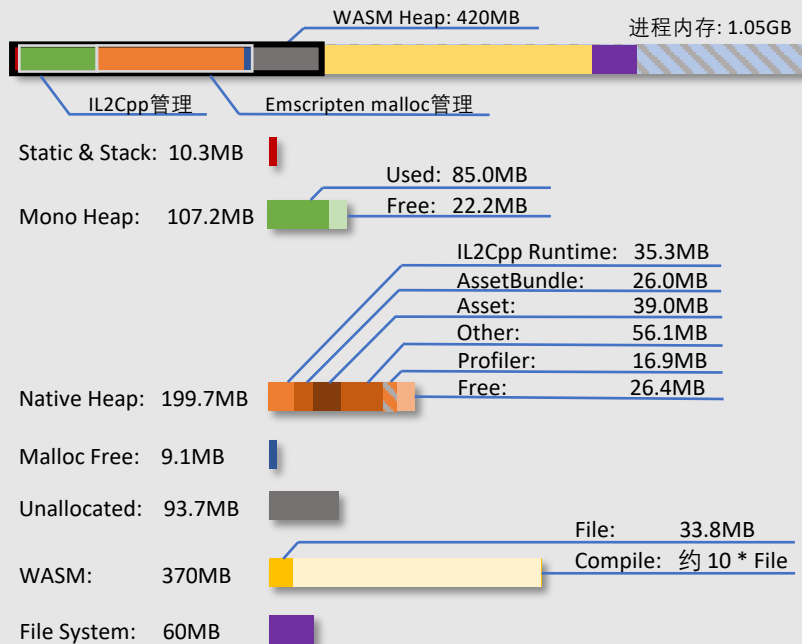 WASM Heap: 420MB
进程内存: 1.05GB
IL2Cpp管理
Emscripten malloc管理
Static & Stack: 10.3MB
Used: 85.0MB
Free: 22.2MB
Mono Heap: 107.2MB
IL2Cpp Runtime: 35.3MB
AssetBundle: 26.0MB
Asset: 39.0MB
Other: 56.1MB
Profiler: 16.9MB
Free: 26.4MB
Native Heap: 199.7MB
Malloc Free: 9.1MB
Unallocated: 93.7MB
File: 33.8MB
Compile: 约 10 * File
WASM: 370MB
File System: 60MB